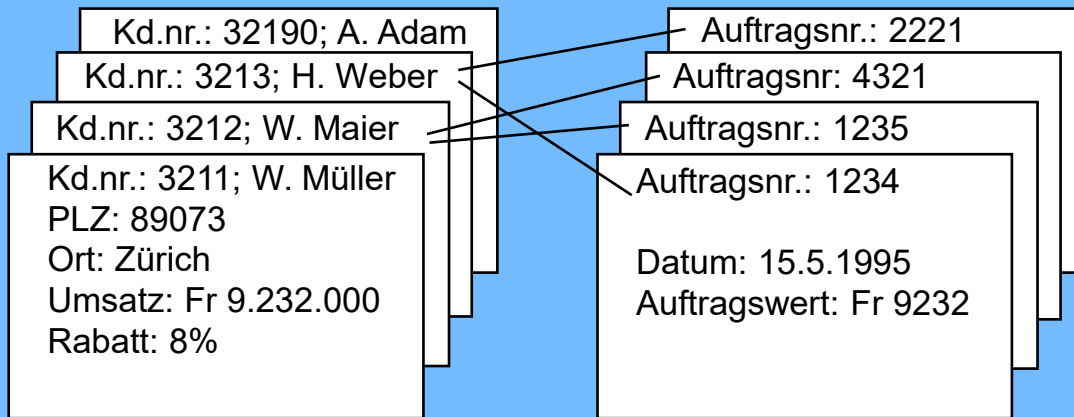 Kd.nr.: 32190; A. Adam
Kd.nr.: 3213; H. Weber
Kd.nr.: 3212; W. Maier
Kd.nr.: 3211; W. Müller
PLZ: 89073
Ort: Zürich
Umsatz: Fr 9.232.000
Rabatt: 8%
Auftragsnr.: 2221
Auftragsnr: 4321
Auftragsnr.: 1235
Auftragsnr.: 1234
Datum: 15.5.1995
Auftragswert: Fr 9232